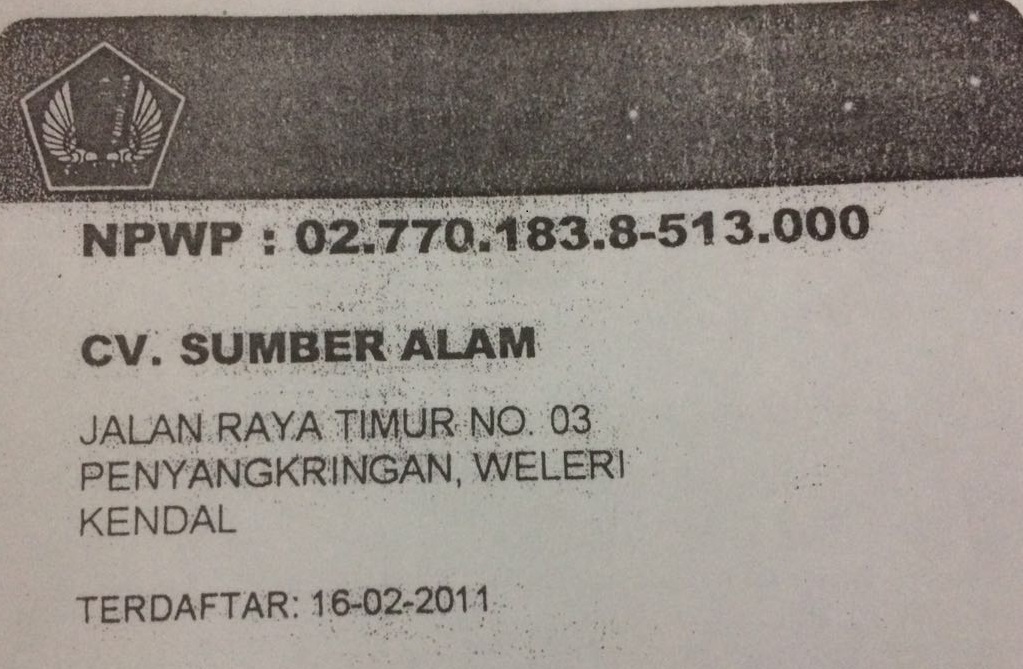 NPWP : 02.770.183.8-513.000
CV. SUMBER ALAM
JALAN RAYA TIMUR NO. 03
PENYANGKRINGAN, WELERI
KENDAL
TERDAFTAR: 16-02-2011